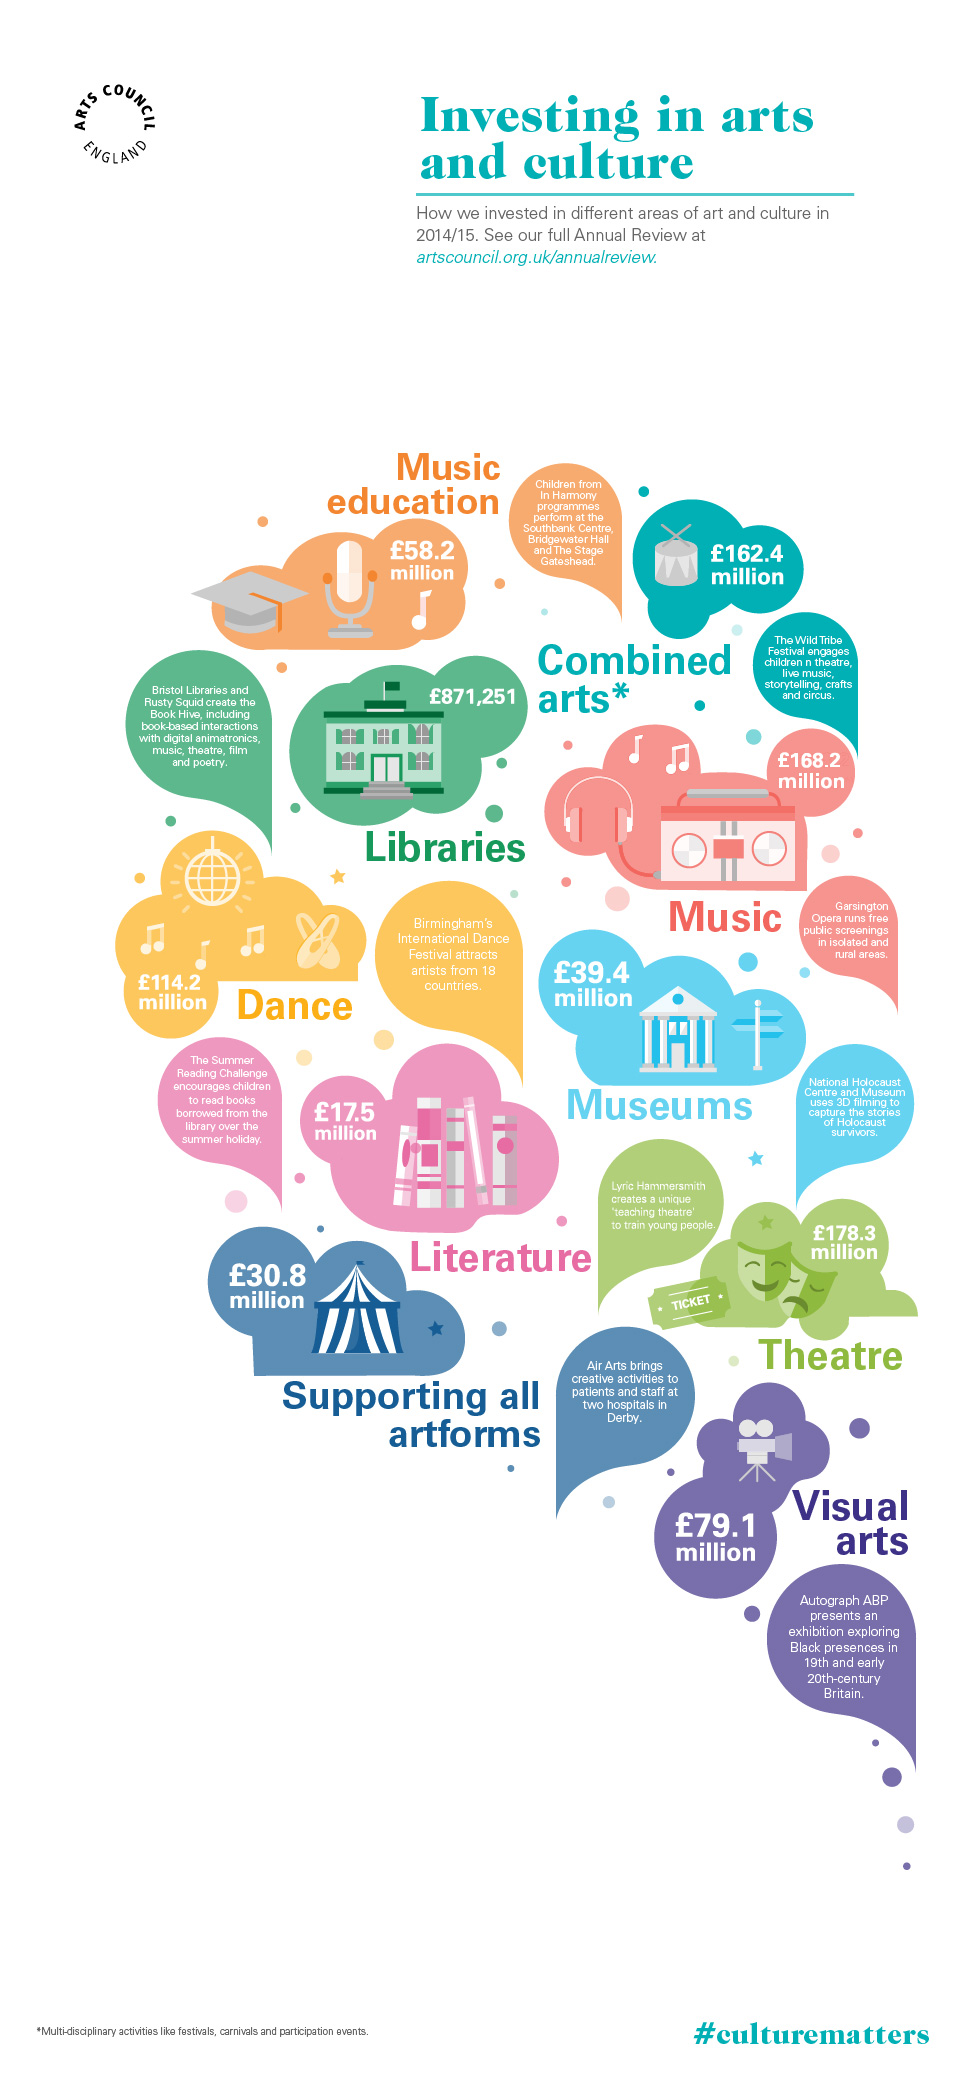 ARTS COUNCIL
ENGLAND
Investing in arts
and culture
How we invested in different areas of art and culture in
2014/15. See our full Annual Review at
artscouncil.org.uk/annualreview.
Music
education
£58.2
million
Children from
In Harmony
programmes
perform at the
Southbank Centre,
Bridgewater Hall
and The Stage
Gateshead.
£162.4
million
Combined
arts*
The Wild Tribe
Festival engages
children n theatre,
live music,
storytelling, crafts
and circus.
Bristol Libraries and
Rusty Squid create the
Book Hive, including
book-based interactions
with digital animatronics,
music, theatre, film
and poetry.
£871,251
Libraries
£168.2
million
Music
Garsington
Opera runs free
public screenings
in isolated and
rural areas.
£114.2
million
Dance
Birmingham's
International Dance
Festival attracts
artists from 18
countries.
£39.4
million
Museums
National Holocaust
Centre and Museum
uses 3D filming to
capture the stories
of Holocaust
survivors.
The Summer
Reading Challenge
encourages children
to read books
borrowed from the
library over the
summer holiday.
£17.5
million
Literature
Lyric Hammersmith
creates a unique
'teaching theatre'
to train young people.
£178.3
million
TICKET
Theatre
£30.8
million
Supporting all
artforms
Air Arts brings
creative activities to
patients and staff at
two hospitals in
Derby.
£79.1
million
Visual
arts
Autograph ABP
presents an
exhibition exploring
Black presences in
19th and early
20th-century
Britain.
*Multi-disciplinary activities like festivals, carnivals and participation events.
#culturematters